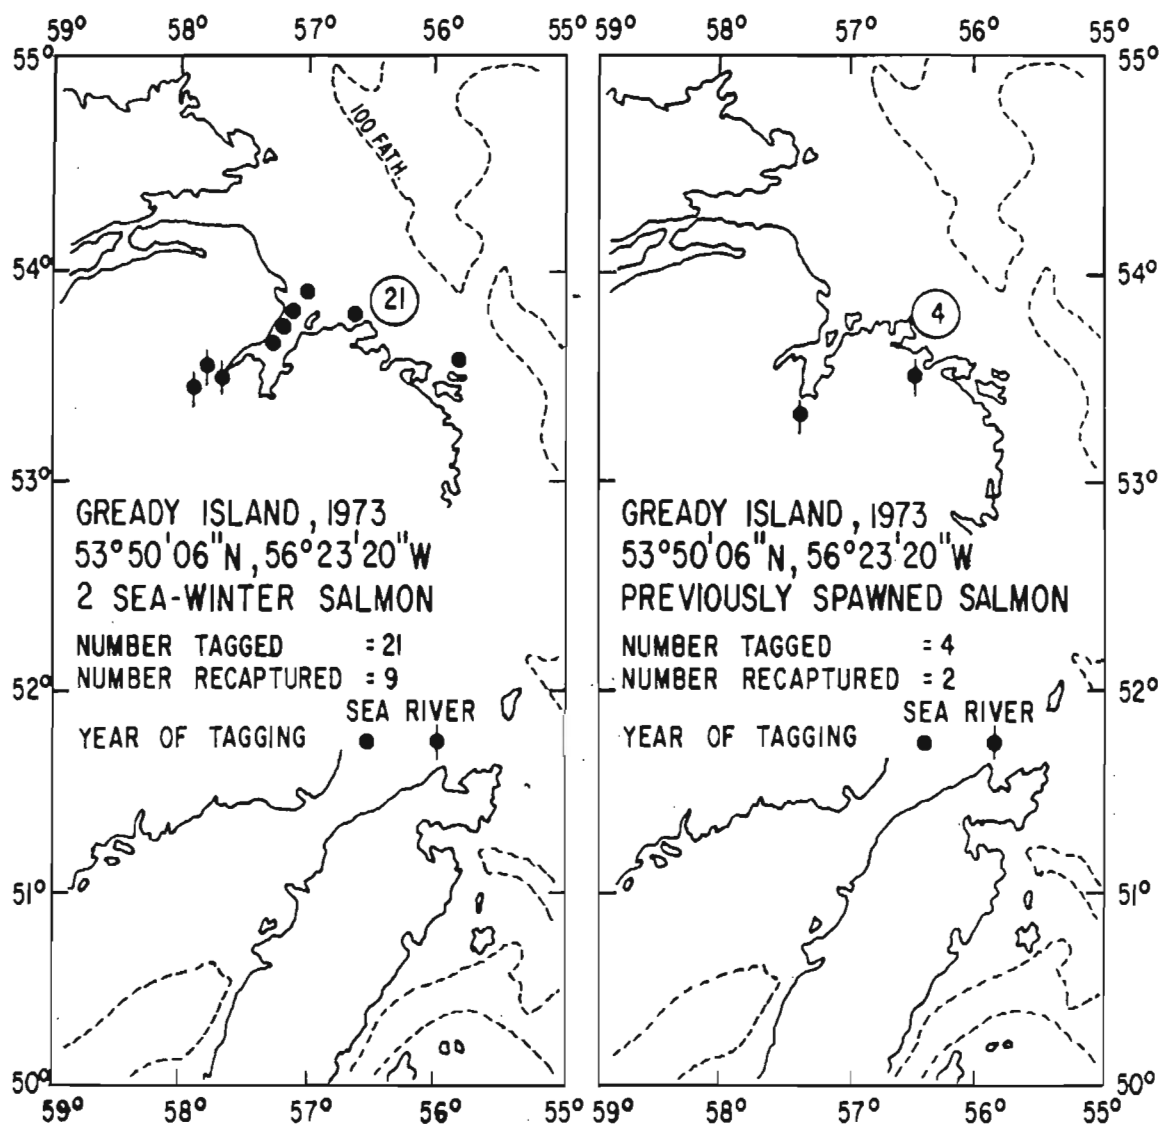 59° 58° 57° 56° 55°
55°
54°
53°
52°
51°
50°
100 FATH.
21
GREADY ISLAND, 1973
53°50'06"N, 56°23'20"W
2 SEA-WINTER SALMON
NUMBER TAGGED = 21
NUMBER RECAPTURED = 9
SEA RIVER
YEAR OF TAGGING
59° 58° 57° 56° 55°
59° 58° 57° 56° 55°
4
GREADY ISLAND, 1973
53°50'06"N, 56°23'20"W
PREVIOUSLY SPAWNED SALMON
NUMBER TAGGED = 4
NUMBER RECAPTURED = 2
SEA RIVER
YEAR OF TAGGING
55°
54°
53°
52°
51°
50°
59° 58° 57° 56° 55°